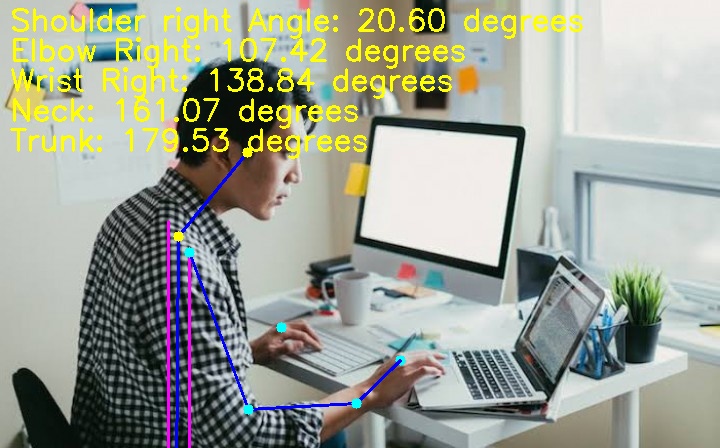 Shoulder right Angle: 20.60 degrees
Elbow Right: 107.42 degrees
Wrist Right: 138.84 degrees
Neck: 161.07 degrees
Trunk: 179.53 degrees